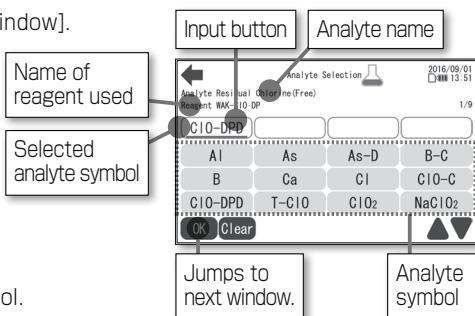 indow].
Input button
Analyte name
Name of
reagent used
Selected
analyte symbol
Analyte Selection
2016/09/01
13:51
Analyte Residual Chlorine(Free)
Reagent WAK-ClO·DP
1/9
ClO-DPD
Al As As-D B-C
B Ca Cl ClO-C
ClO-DPD T-ClO ClO2 NaClO2
OK Clear
Jumps to
next window.
Analyte
symbol
ol.